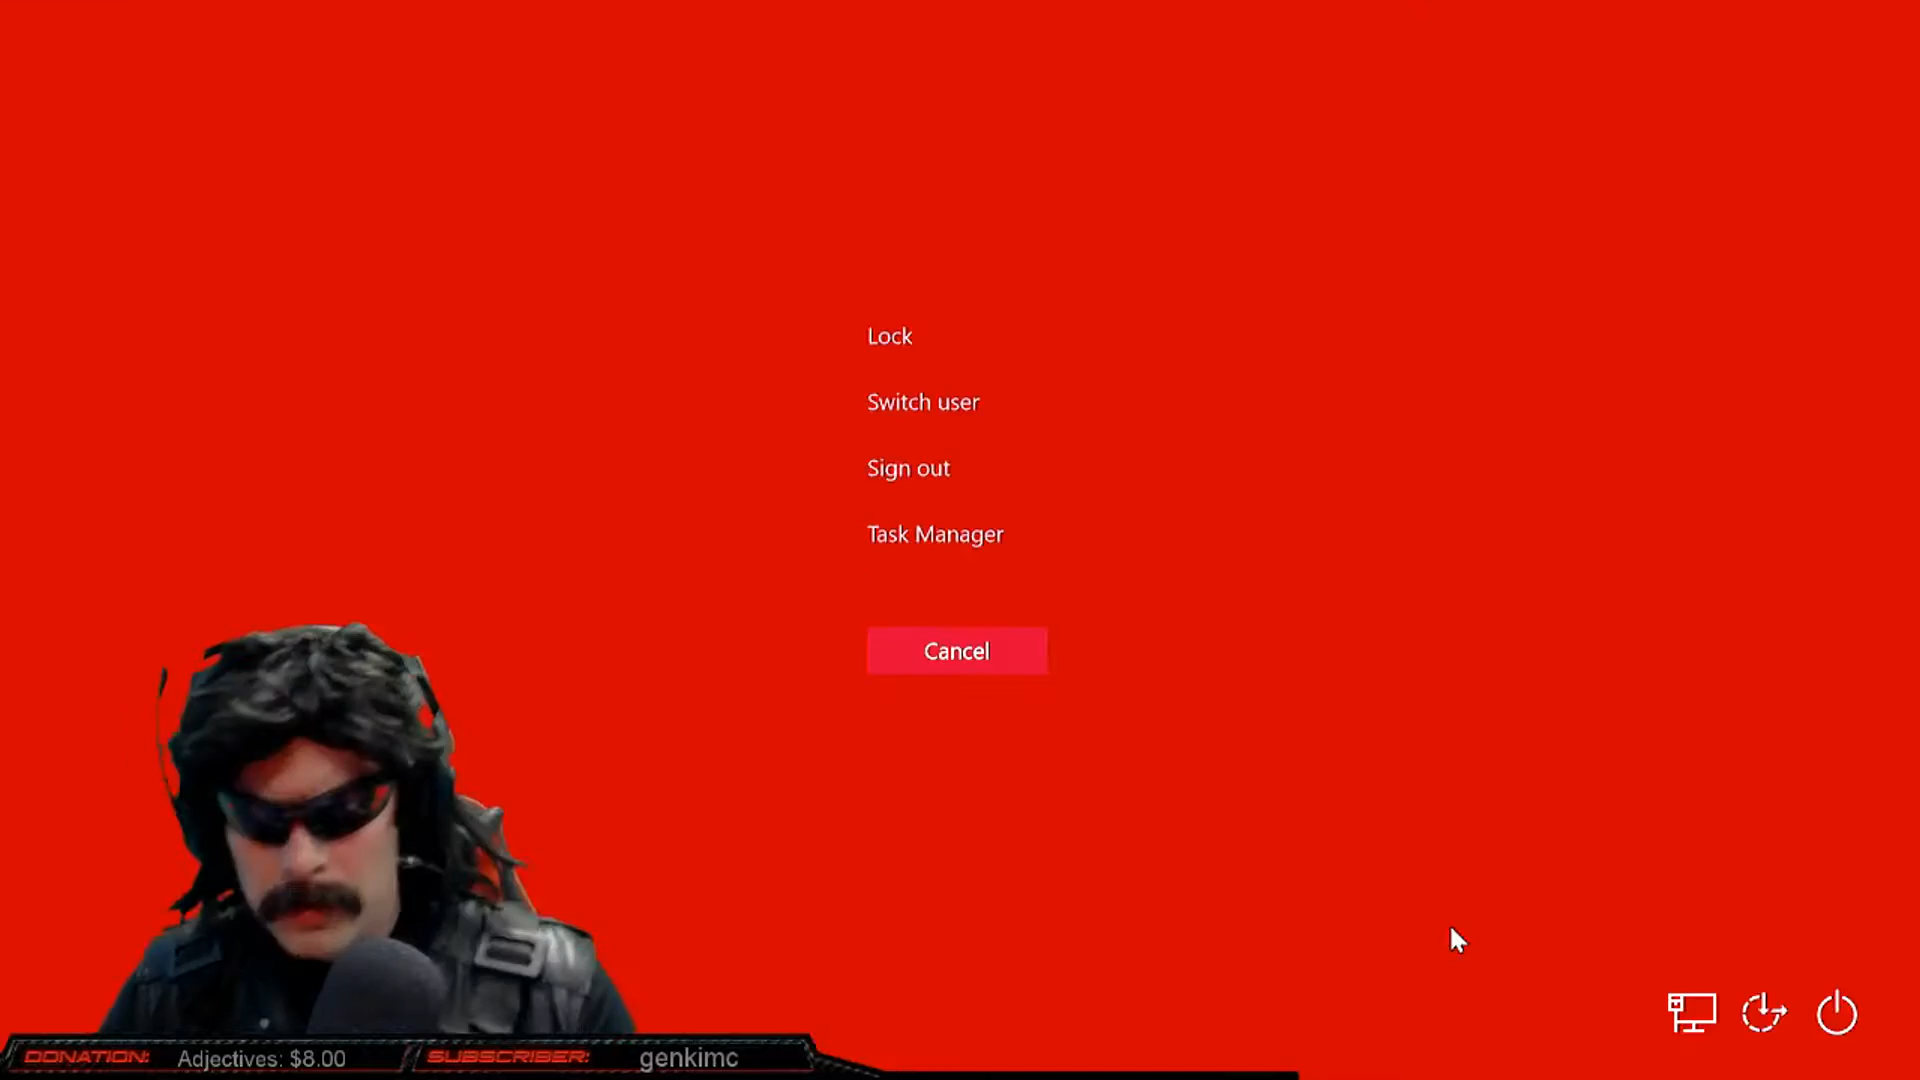 Lock
Switch user
Sign out
Task Manager
Cancel
DONATION: Adjectives: $8.00 SUBSCRIBER: genkimc